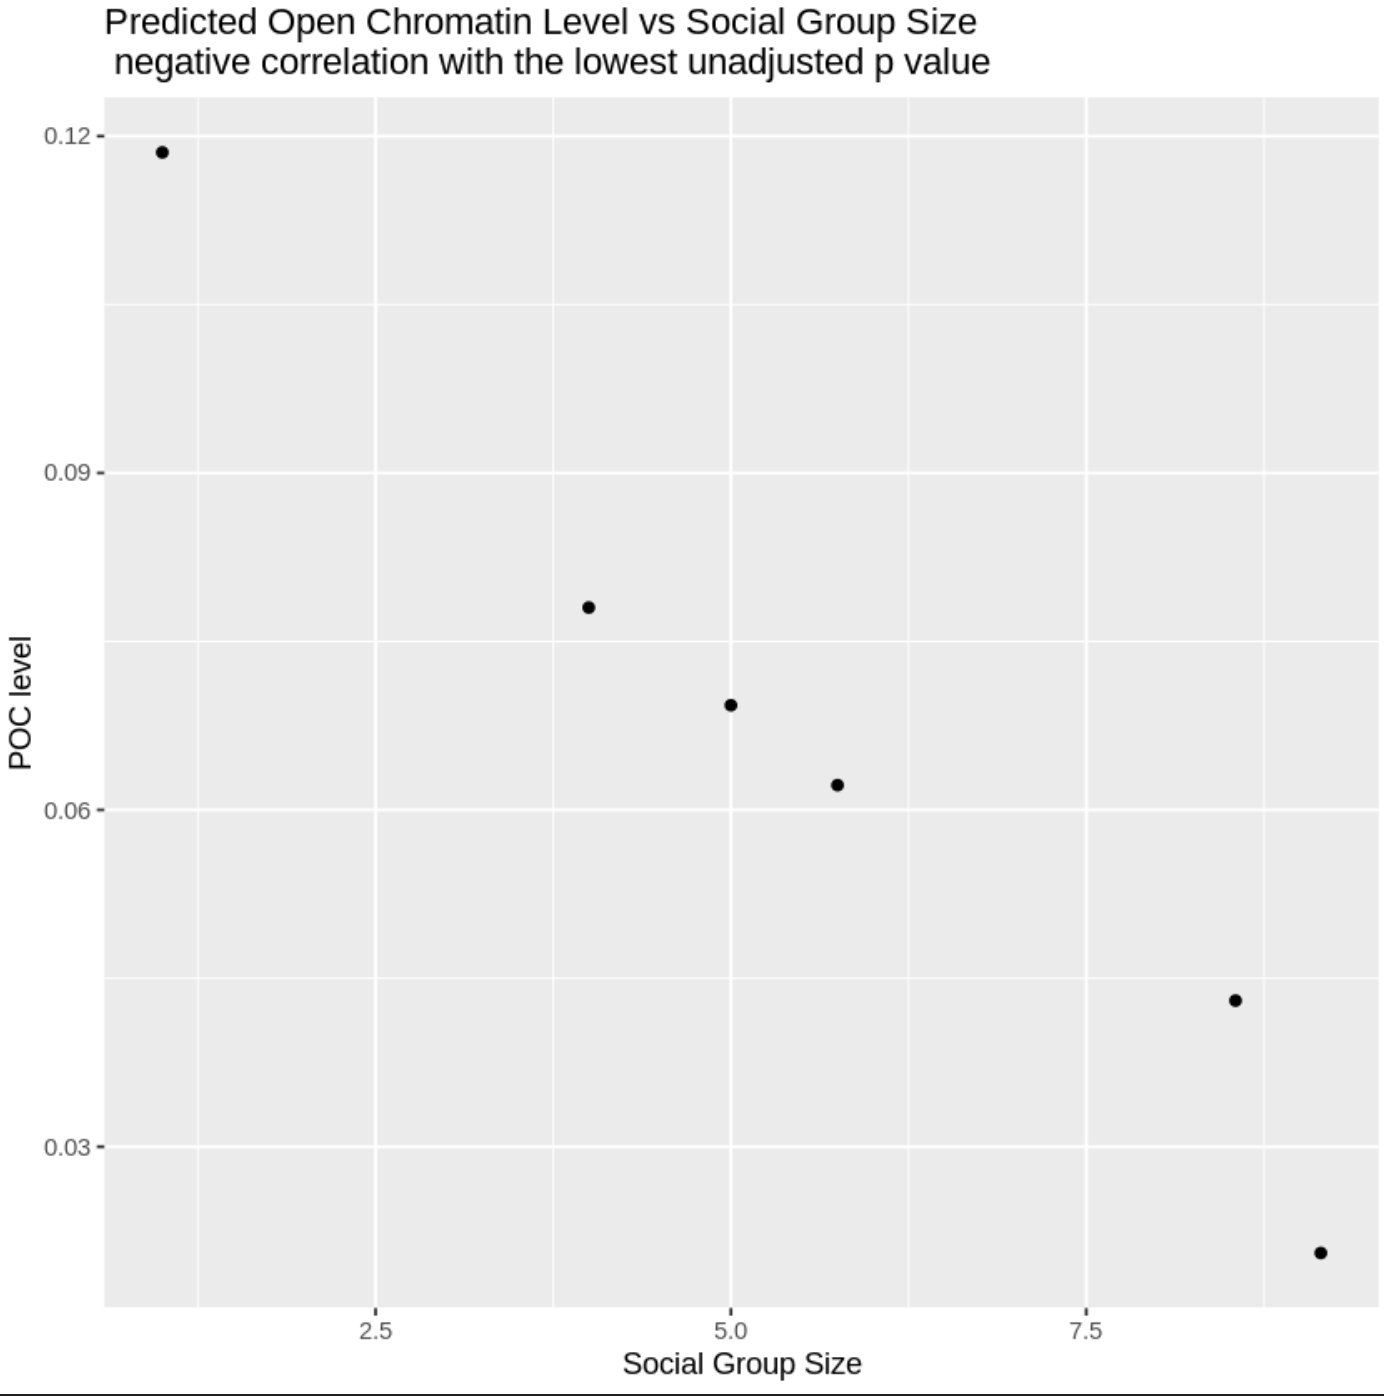 Predicted Open Chromatin Level vs Social Group Size
negative correlation with the lowest unadjusted p value
0.12
0.09
0.06
0.03
POC level
2.5 5.0 7.5
Social Group Size